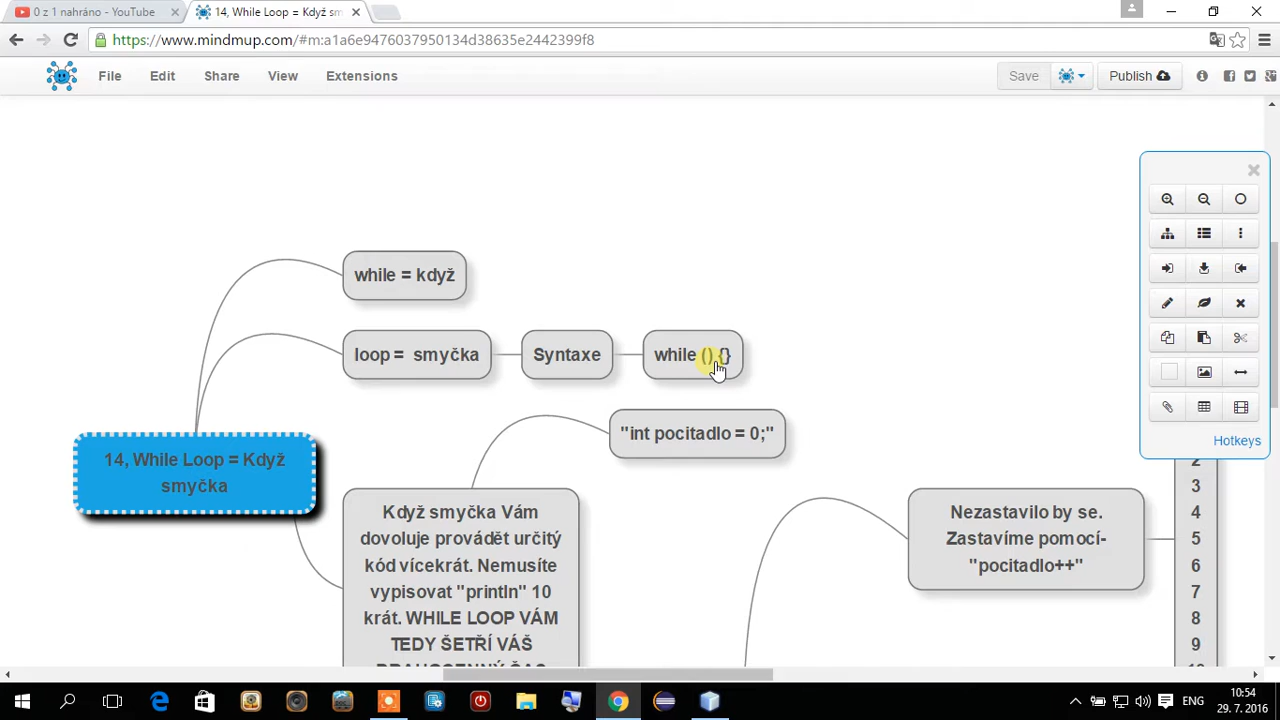 0 z 1 nahráno - YouTube
14, While Loop = Když sm
https://www.mindmup.com/#m:a1a6e9476037950134d38635e2442399f8
File Edit Share View Extensions
Save
Publish
while = když
loop = smyčka
Syntaxe
while () {}
"int pocitadlo = 0;"
14, While Loop = Když
smyčka
Když smyčka Vám
dovoluje provádět určitý
kód vícekrát. Nemusíte
vypisovat "println" 10
krát. WHILE LOOP VÁM
TEDY ŠETŘÍ VÁŠ
DRAHOCENNÝ ČAS
Nezastavilo by se.
Zastavíme pomocí-
"pocitadlo++"
2
3
4
5
6
7
8
9
10
Hotkeys
ENG
10:54
29. 7. 2016